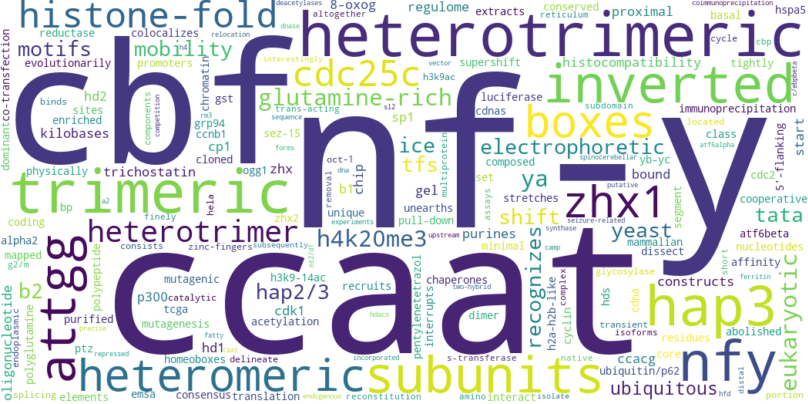 histone-fold
reductase
colocalizes
motifs
mobility
evolutionarily
promoters
co-transfection
dominant
binds
hd2
sites
enriched
kilobases
components
competition
chromatin
cbf
deacetylases
dnase
relocation
altogether
interestingly
8-oxog
extracts
regulome
reticulum
conserved
proximal
coimmunoprecipitation
basal
cycle
cbp
hspa5
heterotrimeric
cdc25c
supershift
h3k9ac
vector
histocompatibility
tightly
c/ebpbeta
inverted
glutamine-rich
luciferase
cdnas
trans-acting
sl2
sp1
boxes
subdomain
immunoprecipitation
gst
rm3
sequence
forms
grp94
ccnb1
sez-15
cp1
cloned
ogg1
zhx
trichostatin
physically
nf-y
ice
tfs
electrophoretic
composed
spinocerebellar
located
class
atf6alpha
yb-yc
cdc2
bound
start
5'-flanking
cooperative
tata
trimeric
bp
a2
hela
oct-1
dna
removal
chip
b1
unique
experiments
multiprotein
unearths
gel
pull-down
set
assays
ya
stretches
shift
zhx1
putative
segment
atf6beta
coding
finely
zhx2
heterotrimer
h4k20me3
upstream
purines
minimal
recognizes
yeast
mammalian
dissect
short
nucleotides
affinity
alpha2
mapped
g2/m
attgg
consists
zinc-fingers
subsequently
mt2/d
synthase
seizure-related
camp
glycosylase
ferritin
ccaat
polypeptide
h3k9-14ac
hap2/3
recruits
chaperones
two-hybrid
complex
h2a-h2b-like
hds
cdna
constructs
hap3
eukaryotic
b2
oligonucleotide
endoplasmic
polyglutamine
purified
mutagenic
p300
catalytic
tcga
cdk1
acetylation
pentylenetetrazol
interrupts
dimer
cyclin
transient
isoforms
residues
abolished
core
ccacg
mutagenesis
ptz
precise
repressed
fatty
hd1
homeoboxes
delineate
hdacs
s-transferase
native
heteromeric
subunits
ubiquitin/p62
nfy
ubiquitous
splicing
elements
emsa
consensus
translation
endogenous
incorporated
reconstitution
amino
interact
isolate
hfd
distal
portion